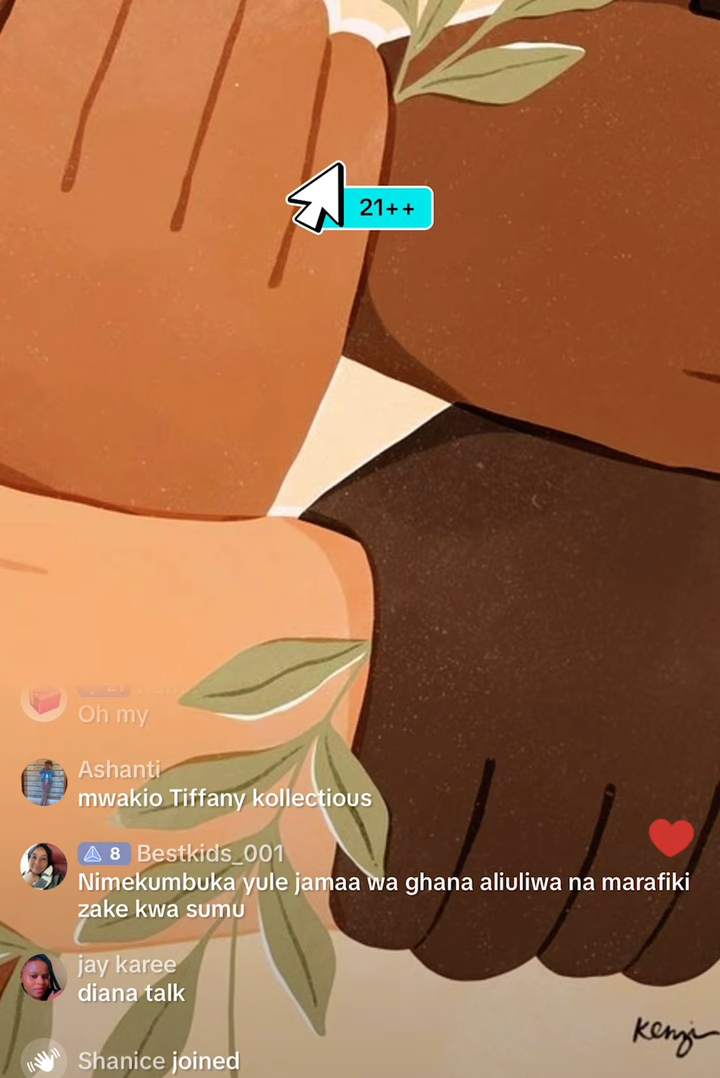 21++
Oh my
Ashanti
mwakio Tiffany kollectious
8 Bestkids_001
Nimekumbuka yule jamaa wa ghana aliuliwa na marafiki
zake kwa sumu
jay karee
diana talk
Kenji
Shanice joined